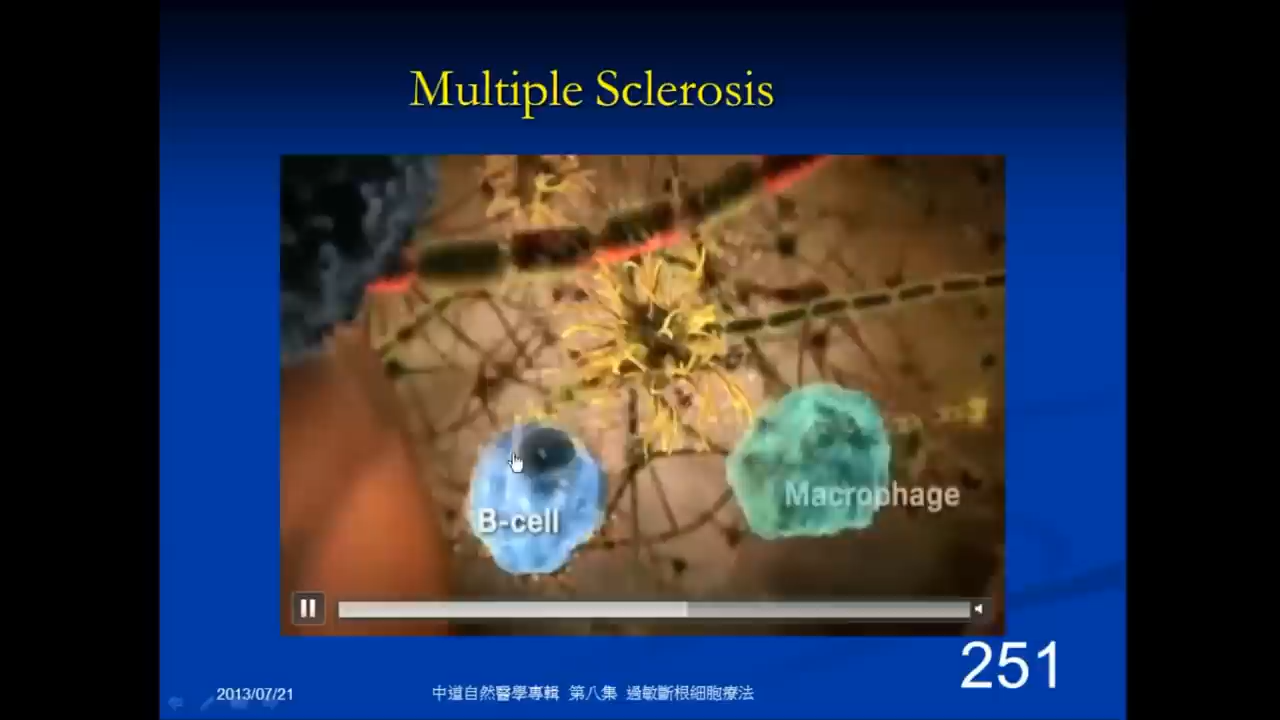 Multiple Sclerosis
B-cell
Macrophage
251
2013/07/21
中道自然醫學專輯 第八集 過敏斷根細胞療法